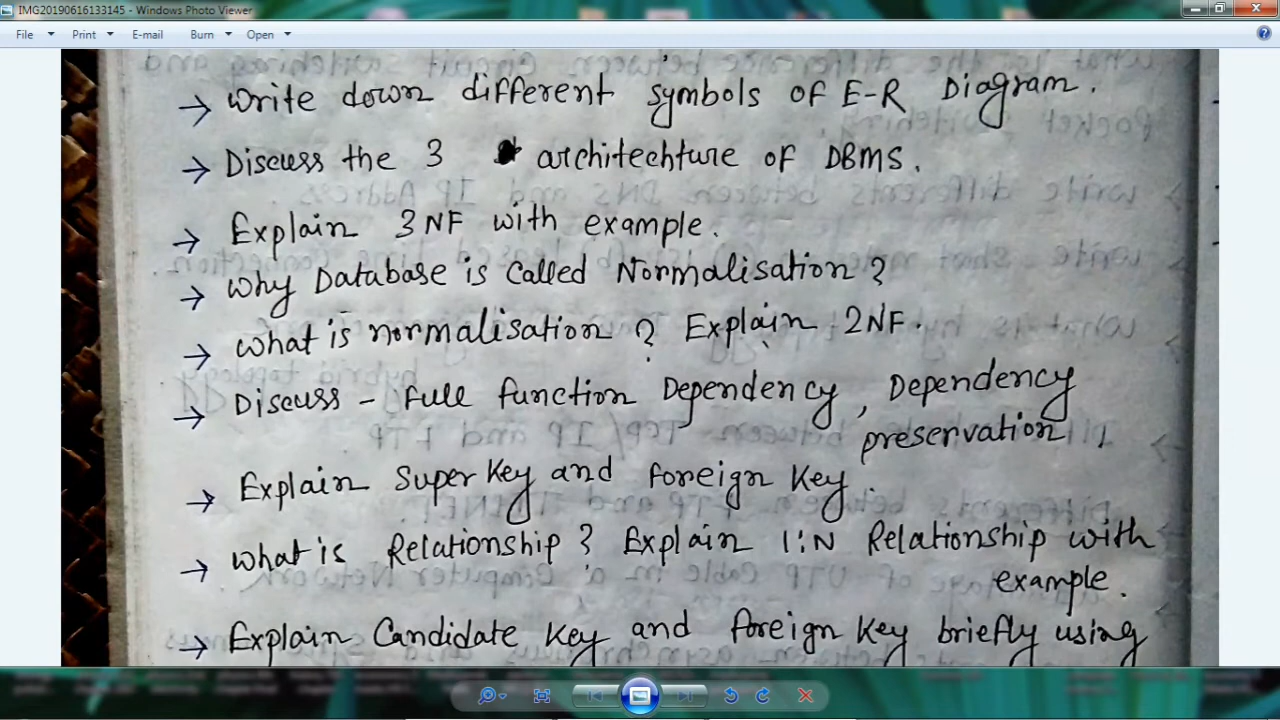 IMG20190616133145 - Windows Photo Viewer
File Print E-mail Burn Open
→ Write down different symbols of E-R Diagram.
→ Discuss the 3 architechture of DBMS.
→ Explain 3NF with example.
→ Why Database is called Normalisation?
→ What is normalisation? Explain 2NF.
→ Discuss - Full function Dependency, Dependency
preservation.
→ Explain Super Key and Foreign Key.
→ What is Relationship? Explain 1:N Relationship with
example.
→ Explain Candidate Key and Foreign Key briefly using